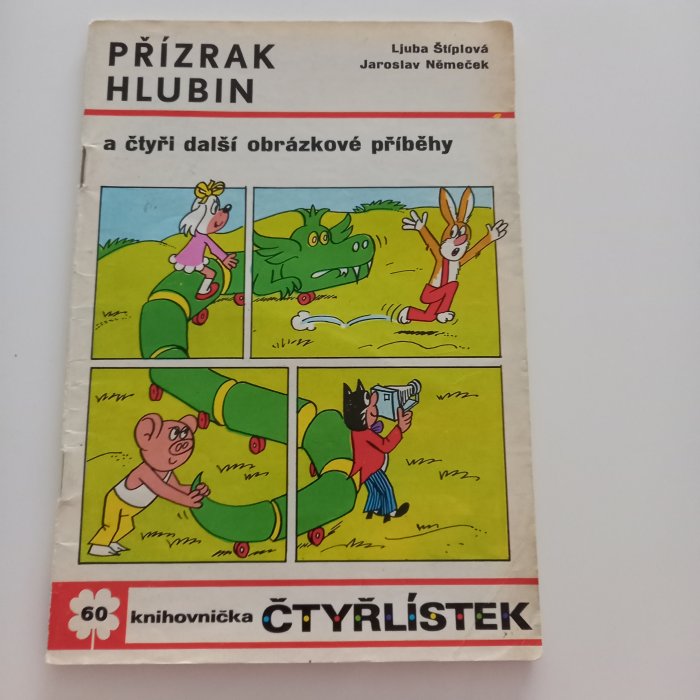 PŘÍZRAK
HLUBIN
Ljuba Štíplová
Jaroslav Němeček
a čtyři další obrázkové příběhy
60 knihovnička ČTYŘLÍSTEK